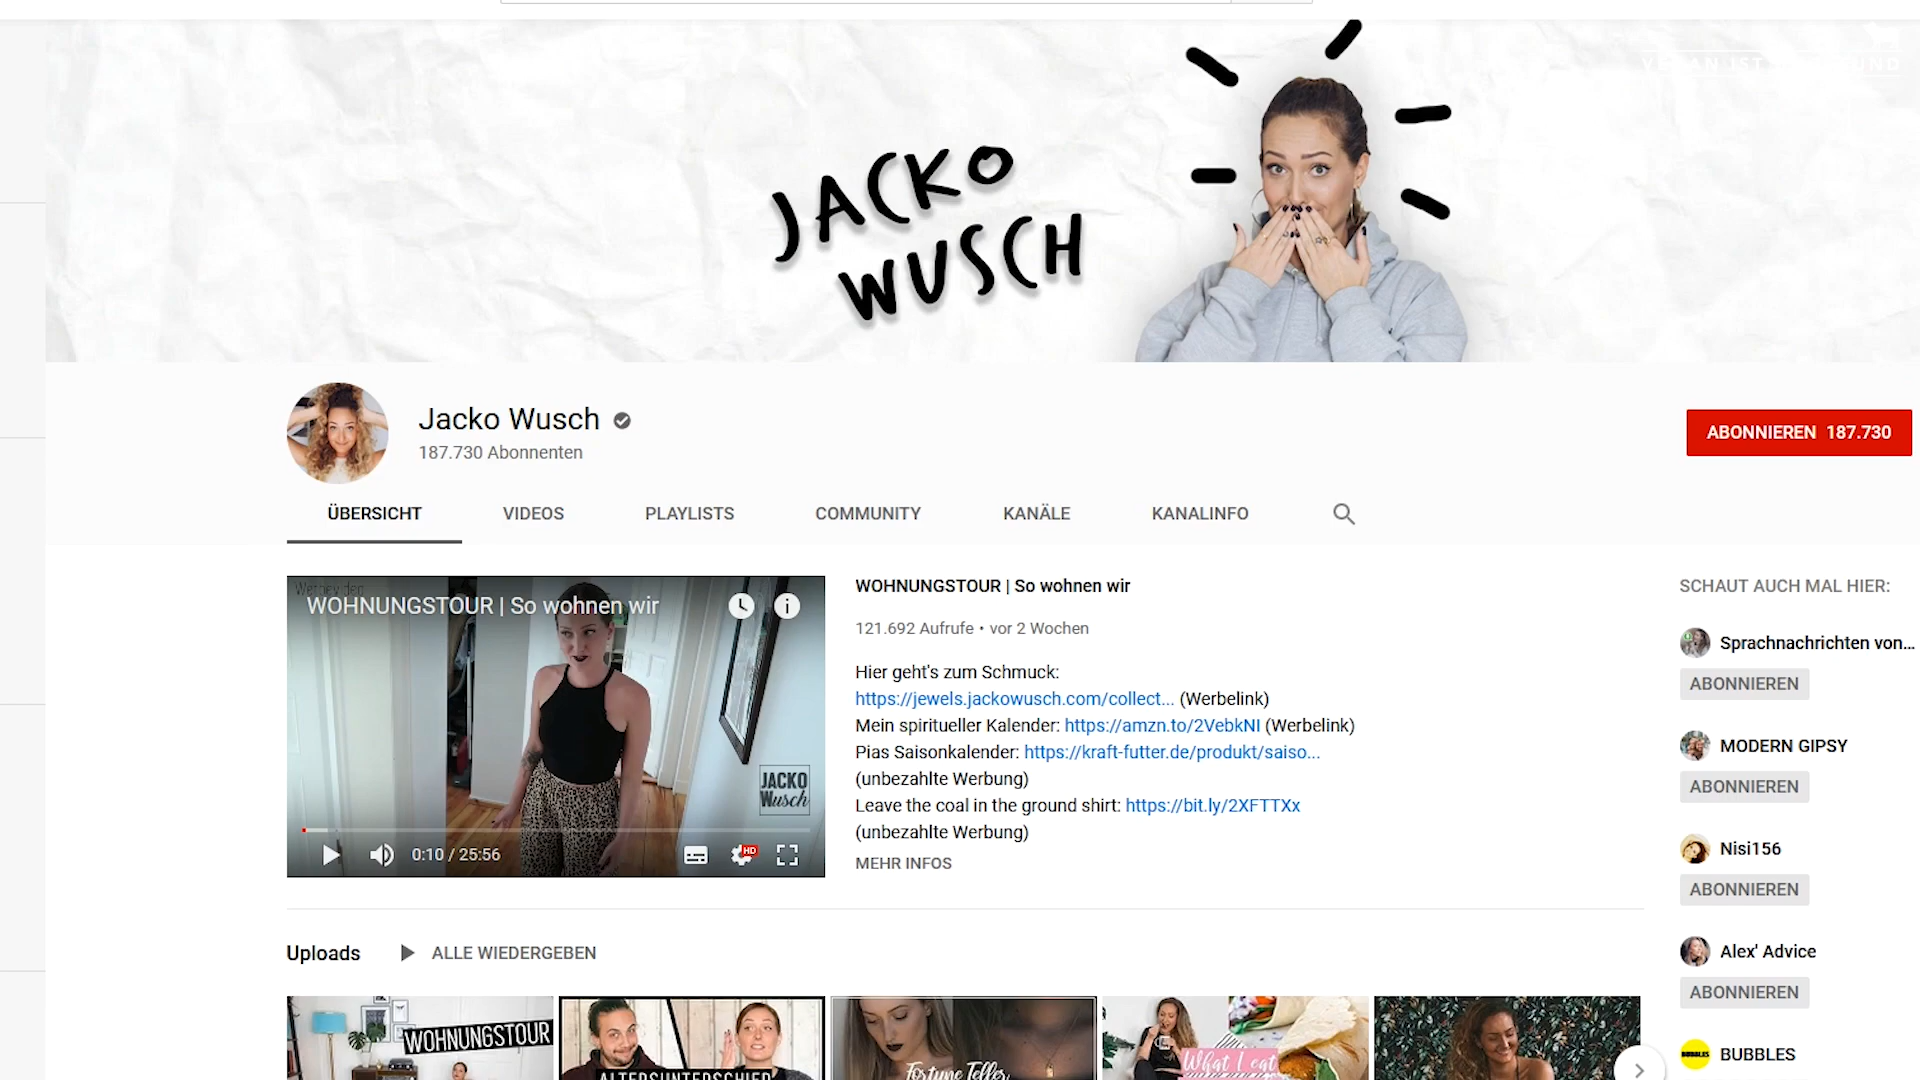 JACKO
WUSCH
Jacko Wusch
187.730 Abonnenten
ABONNIEREN 187.730
ÜBERSICHT
VIDEOS
PLAYLISTS
COMMUNITY
KANÄLE
KANALINFO
WOHNUNGSTOUR | So wohnen wir
JACKO
Wusch
0:10 / 25:56
HD
WOHNUNGSTOUR | So wohnen wir
121.692 Aufrufe • vor 2 Wochen
Hier geht's zum Schmuck:
https://jewels.jackowusch.com/collect... (Werbelink)
Mein spiritueller Kalender: https://amzn.to/2VebkNI (Werbelink)
Pias Saisonkalender: https://kraft-futter.de/produkt/saiso...
(unbezahlte Werbung)
Leave the coal in the ground shirt: https://bit.ly/2XFTTXx
(unbezahlte Werbung)
MEHR INFOS
SCHAUT AUCH MAL HIER:
Sprachnachrichten von...
ABONNIEREN
MODERN GIPSY
ABONNIEREN
Nisi156
ABONNIEREN
Alex' Advice
ABONNIEREN
BUBBLES
BUBBLES
Uploads
ALLE WIEDERGEBEN
WOHNUNGSTOUR
ALTERSUNTERSCHIED
Fortune Teller
What I eat